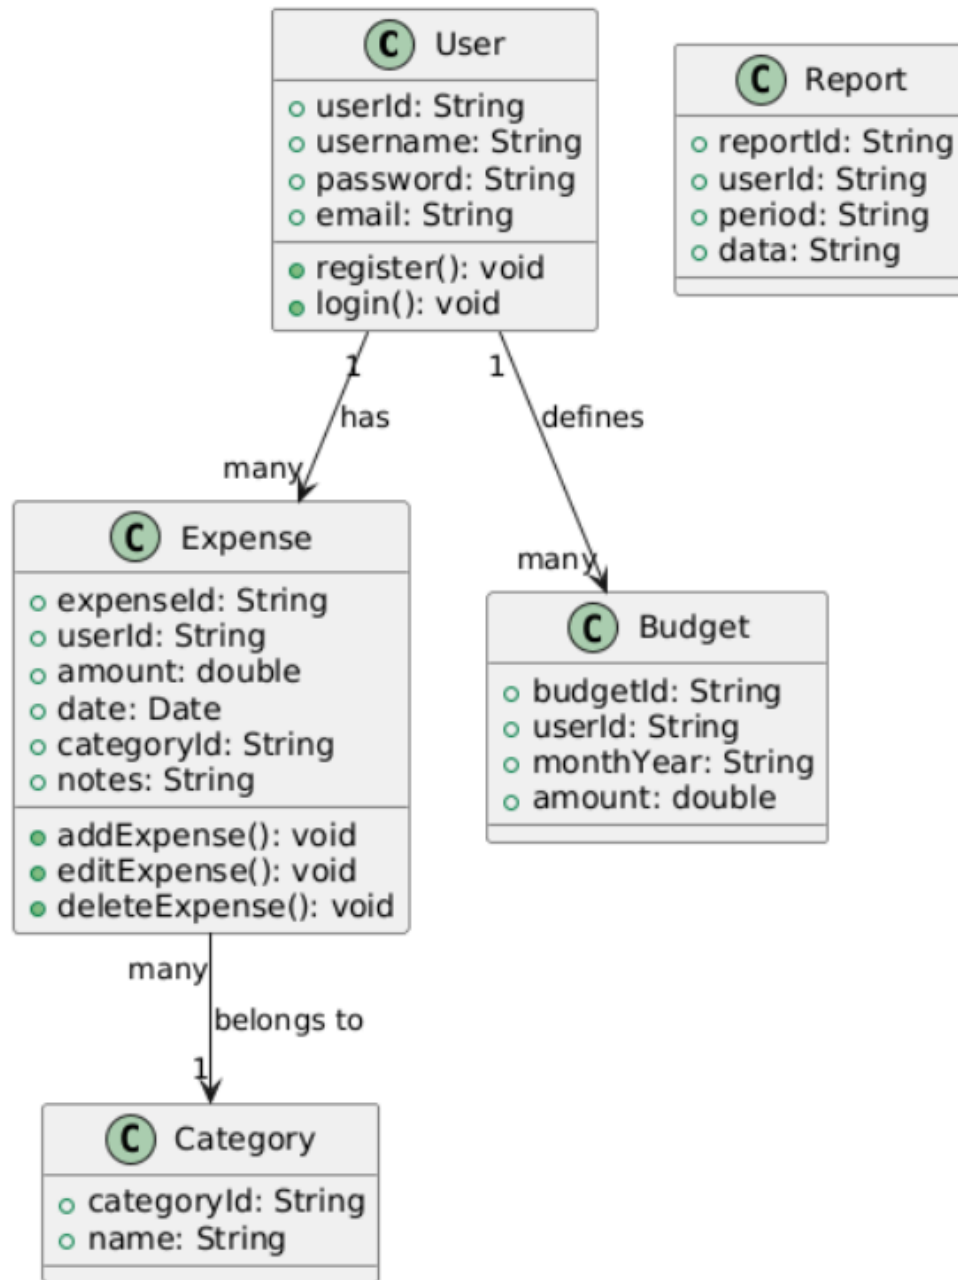 C User
userId: String
username: String
password: String
email: String
register(): void
login(): void
C Report
reportId: String
userId: String
period: String
data: String
1
has
many
1
defines
many
C Expense
expenseId: String
userId: String
amount: double
date: Date
categoryId: String
notes: String
addExpense(): void
editExpense(): void
deleteExpense(): void
C Budget
budgetId: String
userId: String
monthYear: String
amount: double
many
belongs to
1
C Category
categoryId: String
name: String